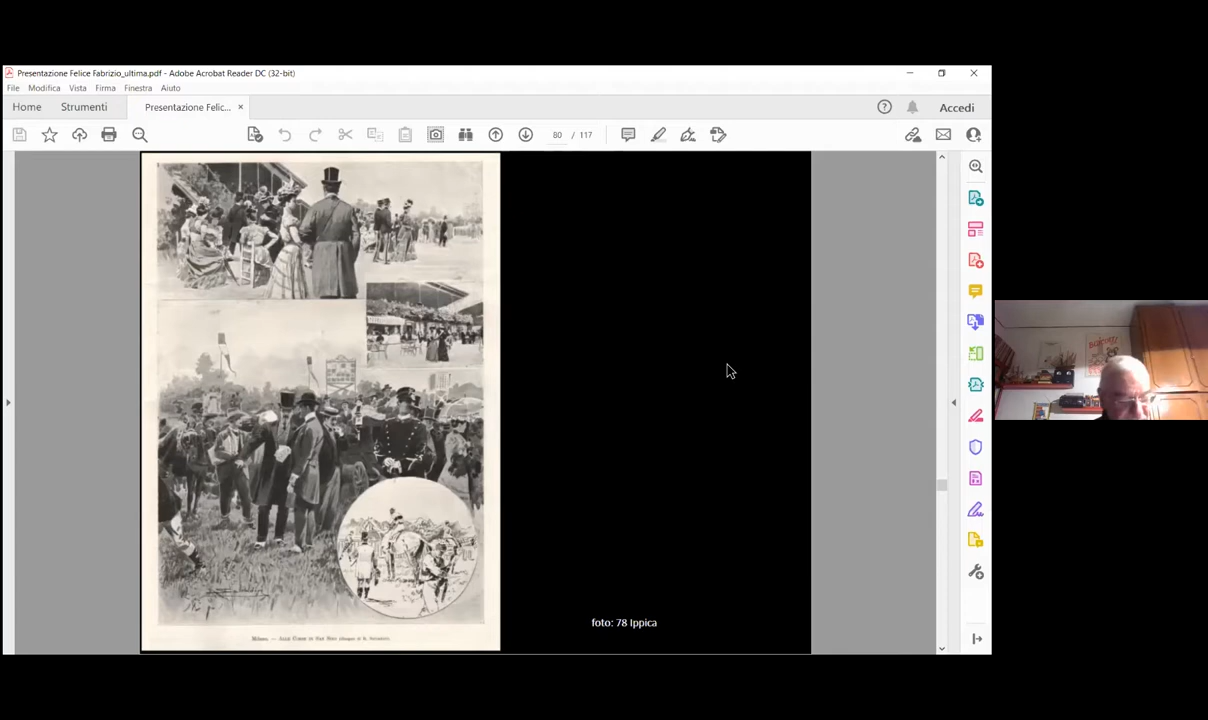 Presentazione Felice Fabrizio_ultima.pdf - Adobe Acrobat Reader DC (32-bit)
File Modifica Vista Firma Finestra Aiuto
Home Strumenti Presentazione Felic... × Accedi
80 / 117
foto: 78 Ippica